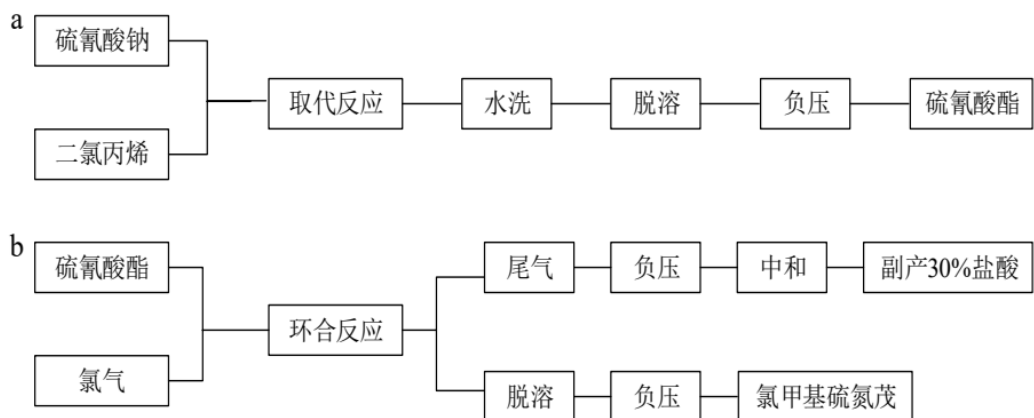 a
硫氰酸钠
二氯丙烯
取代反应
水洗
脱溶
负压
硫氰酸酯
b
硫氰酸酯
氯气
环合反应
尾气
负压
中和
副产30%盐酸
脱溶
负压
氯甲基硫氮茂